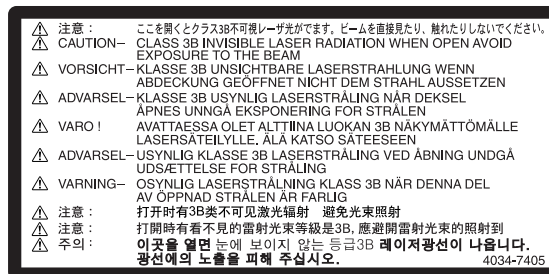 ⚠ 注意： ここを開くとクラス3B不可視レーザ光がでます。ビームを直接見たり、触れたりしないでください。
⚠ CAUTION– CLASS 3B INVISIBLE LASER RADIATION WHEN OPEN AVOID
EXPOSURE TO THE BEAM
⚠ VORSICHT– KLASSE 3B UNSICHTBARE LASERSTRAHLUNG WENN
ABDECKUNG GEÖFFNET NICHT DEM STRAHL AUSSETZEN
⚠ ADVARSEL– KLASSE 3B USYNLIG LASERSTRÅLING NÅR DEKSEL
ÅPNES UNNGÅ EKSPONERING FOR STRÅLEN
⚠ VARO ! AVATTAESSA OLET ALTTIINA LUOKAN 3B NÄKYMÄTTÖMÄLLE
LASERSÄTEILYLLE. ÄLÄ KATSO SÄTEESEEN
⚠ ADVARSEL– USYNLIG KLASSE 3B LASERSTRÅLING VED ÅBNING UNDGÅ
UDSÆTTELSE FOR STRÅLING
⚠ VARNING– OSYNLIG LASERSTRÅLNING KLASS 3B NÄR DENNA DEL
AV ÖPPNAD STRÅLEN ÄR FARLIG
⚠ 注意： 打开时有3B类不可见激光辐射 避免光束照射
⚠ 注意： 打開時有看不見的雷射光束等級是3B, 應避開雷射光束的照射到
⚠ 주의 : 이곳을 열면 눈에 보이지 않는 등급3B 레이저광선이 나옵니다.
광선에의 노출을 피해 주십시오. 4034-7405